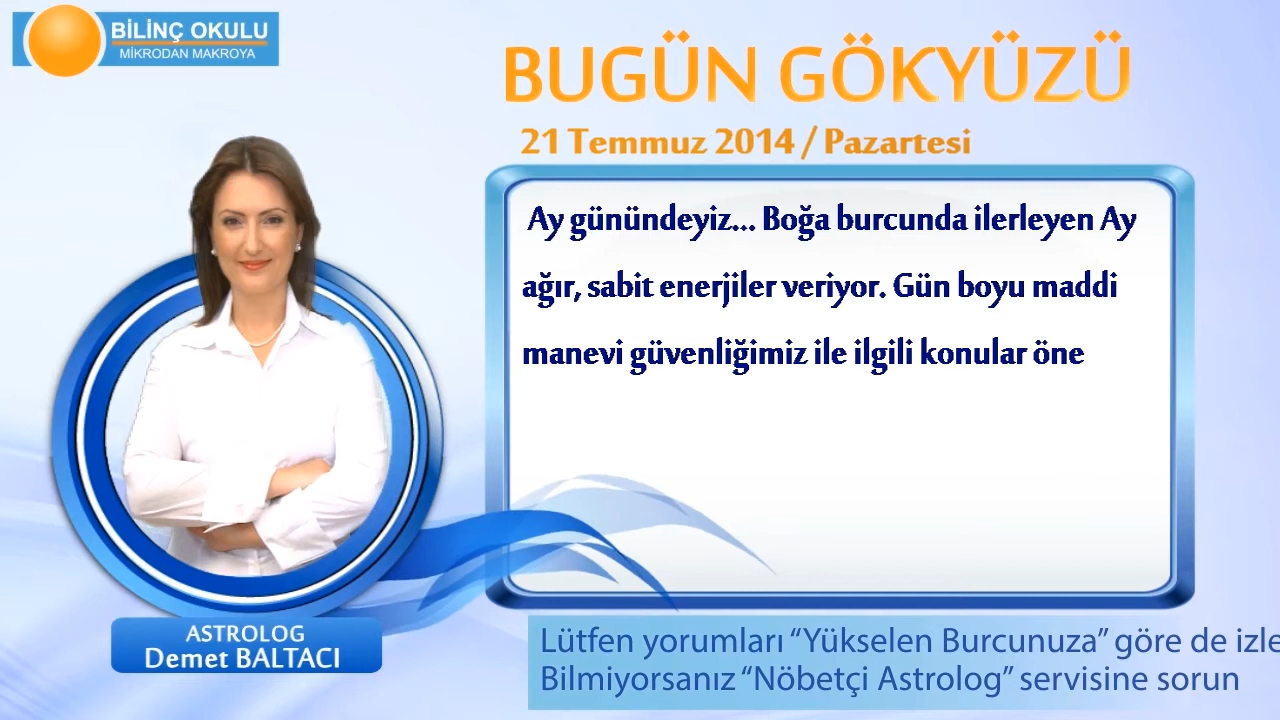 BİLİNÇ OKULU
MİKRODAN MAKROYA
BUGÜN GÖKYÜZÜ
21 Temmuz 2014 / Pazartesi
Ay günündeyiz... Boğa burcunda ilerleyen Ay
ağır, sabit enerjiler veriyor. Gün boyu maddi
manevi güvenliğimiz ile ilgili konular öne
ASTROLOG
Demet BALTACI
Lütfen yorumları “Yükselen Burcunuza” göre de izle
Bilmiyorsanız “Nöbetçi Astrolog” servisine sorun